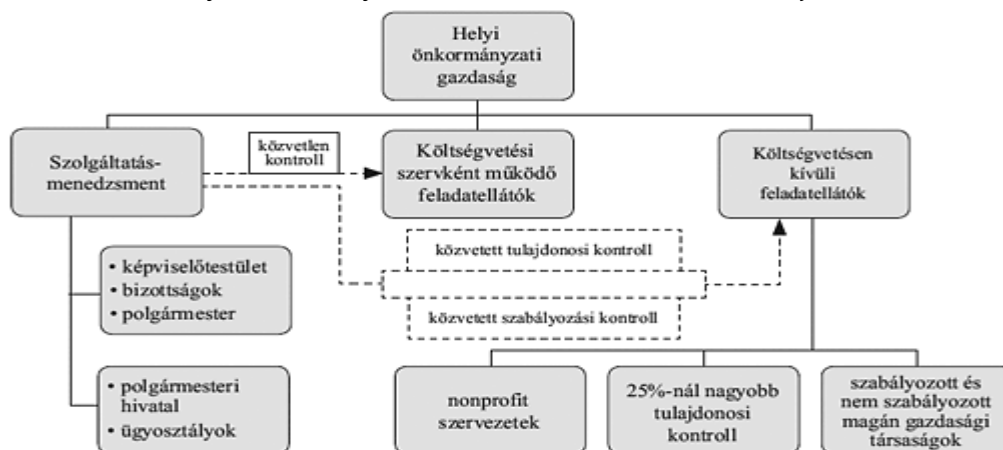 Helyi
önkormányzati
gazdaság
Szolgáltatás-
menedzsment
közvetlen
kontroll
Költségvetési
szervként működő
feladatellátók
Költségvetésen
kívüli
feladatellátók
közvetett tulajdonosi kontroll
közvetett szabályozási kontroll
• képviselőtestület
• bizottságok
• polgármester
• polgármesteri
hivatal
• ügyosztályok
nonprofit
szervezetek
25%-nál nagyobb
tulajdonosi
kontroll
szabályozott és
nem szabályozott
magán gazdasági
társaságok